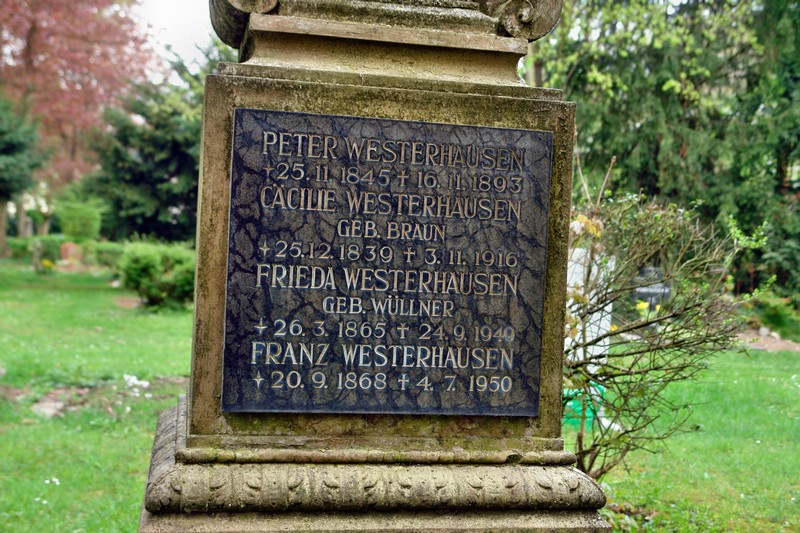 PETER WESTERHAUSEN
25.11.1845 ✝ 16.11.1893
CÄCILIE WESTERHAUSEN
GEB. BRAUN
25.12.1839 ✝ 3.11.1916
FRIEDA WESTERHAUSEN
GEB. WÜLLNER
26.3.1865 ✝ 24.9.1940
FRANZ WESTERHAUSEN
20.9.1868 ✝ 4.7.1950